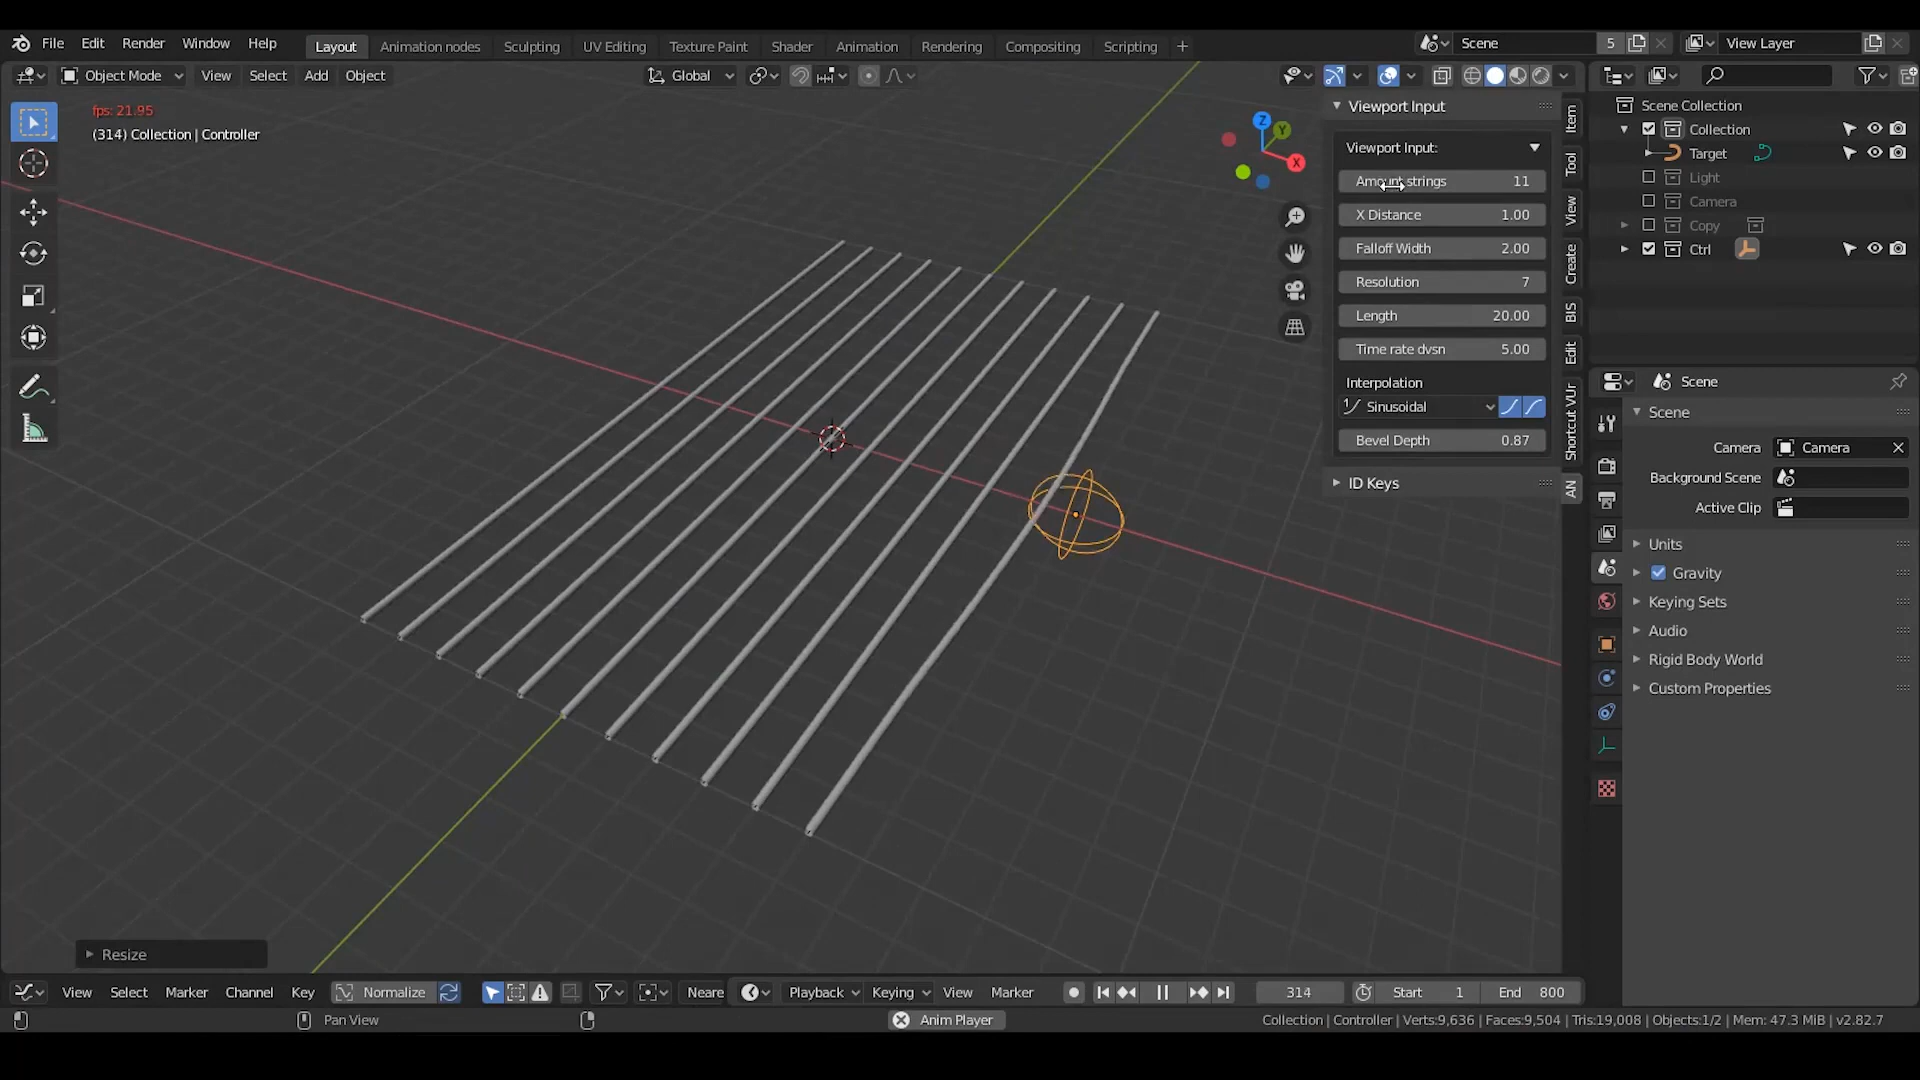 File Edit Render Window Help Layout Animation nodes Sculpting UV Editing Texture Paint Shader Animation Rendering Compositing Scripting + Scene 5 View Layer
Object Mode View Select Add Object Global
fps: 21.95
(314) Collection | Controller
Z
Y
X
Viewport Input
Viewport Input:
Amount strings 11
X Distance 1.00
Falloff Width 2.00
Resolution 7
Length 20.00
Time rate dvsn 5.00
Interpolation
Sinusoidal
Bevel Depth 0.87
ID Keys
Item
Tool
View
Create
BIS
Edit
Shortcut VUr
AN
Scene Collection
Collection
Target
Light
Camera
Copy
Ctrl
Scene
Scene
Camera Camera
Background Scene
Active Clip
Units
Gravity
Keying Sets
Audio
Rigid Body World
Custom Properties
Resize
View Select Marker Channel Key Normalize Neare Playback Keying View Marker 314 Start 1 End 800
Pan View Anim Player Collection | Controller | Verts:9,636 | Faces:9,504 | Tris:19,008 | Objects:1/2 | Mem: 47.3 MiB | v2.82.7